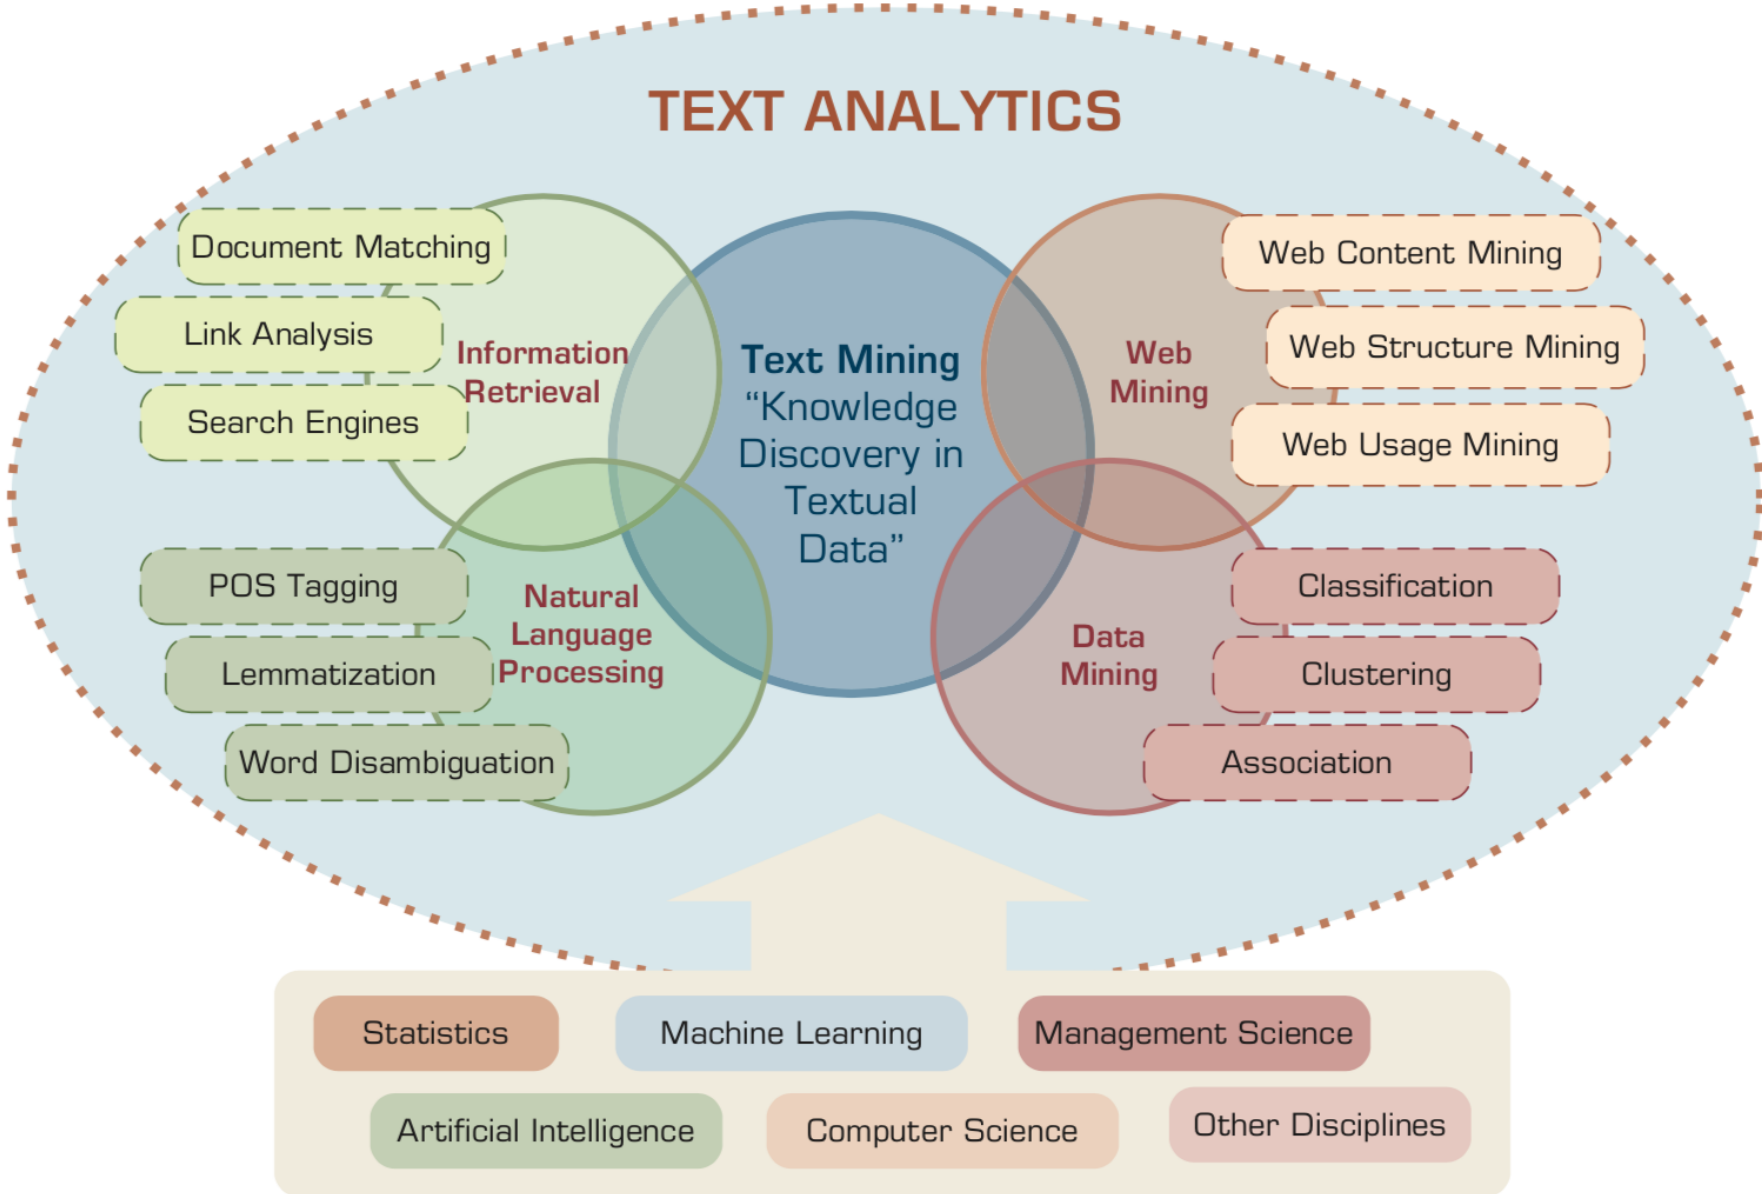 TEXT ANALYTICS
Document Matching
Link Analysis
Search Engines
Information
Retrieval
Text Mining
“Knowledge
Discovery in
Textual
Data”
Web
Mining
Web Content Mining
Web Structure Mining
Web Usage Mining
POS Tagging
Lemmatization
Word Disambiguation
Natural
Language
Processing
Data
Mining
Classification
Clustering
Association
Statistics
Machine Learning
Management Science
Artificial Intelligence
Computer Science
Other Disciplines